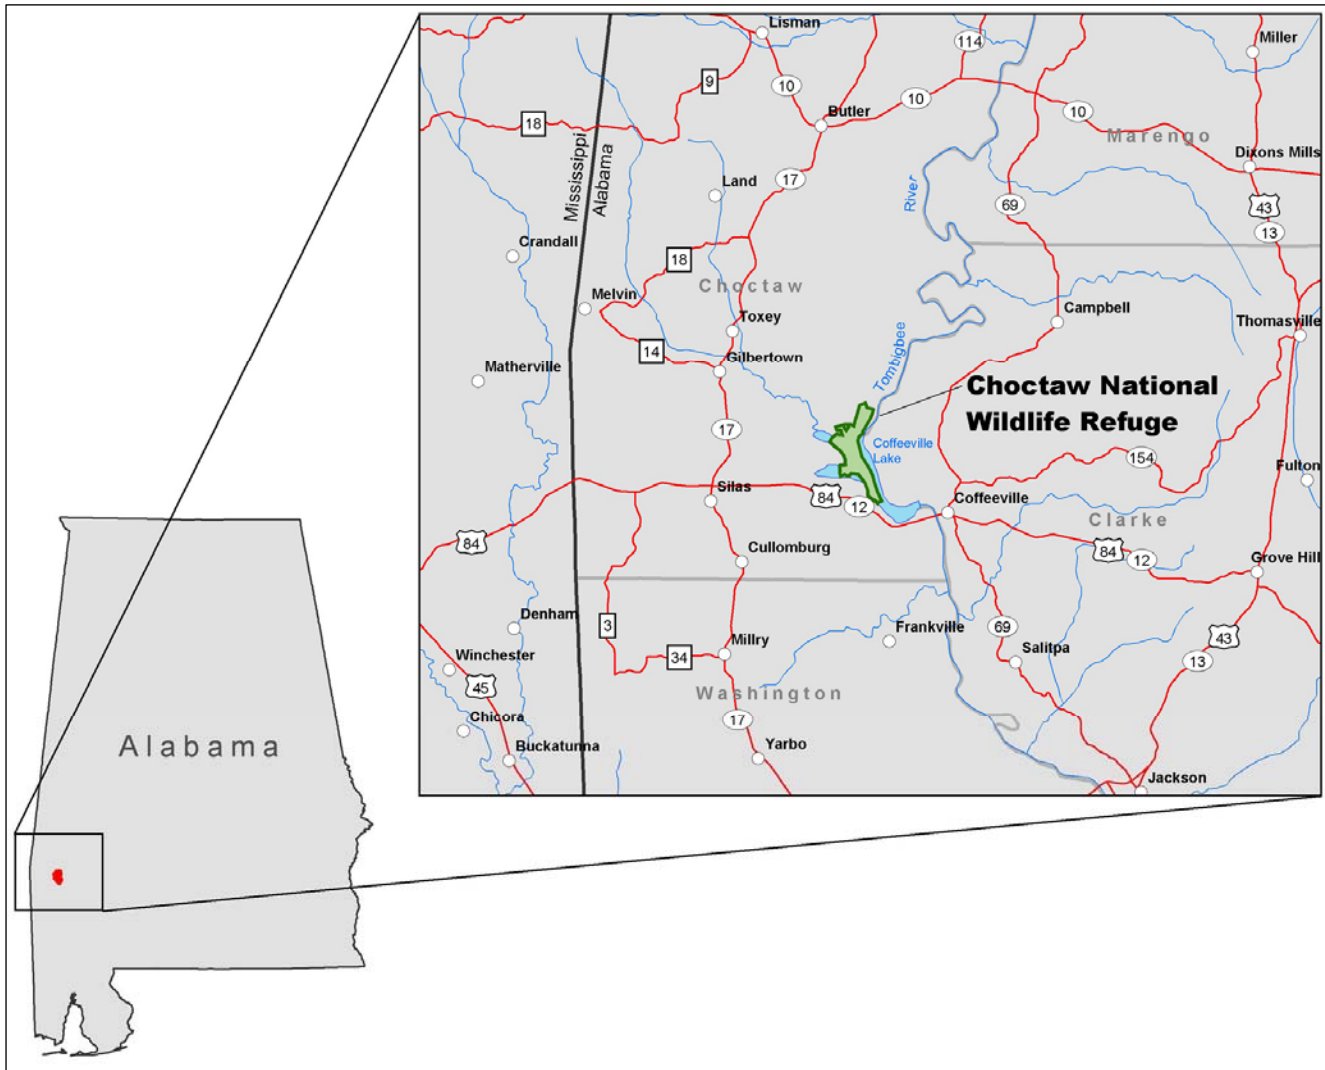 Lisman
114
Miller
9
10
10
Butler
10
18
Marengo
Dixons Mills
Mississippi
Alabama
Land
17
River
69
43
13
Crandall
18
Choctaw
Melvin
Campbell
Toxey
Thomasville
14
Gilbertown
Tombigbee
Matherville
Choctaw National
Wildlife Refuge
17
Coffeeville
Lake
154
Fulton
84
Silas
12
Coffeeville
Clarke
84
Cullomburg
84
12
Grove Hill
Denham
3
Frankville
69
43
Millry
Salitpa
Winchester
34
13
45
Washington
Chicora
17
Alabama
Buckatunna
Yarbo
Jackson